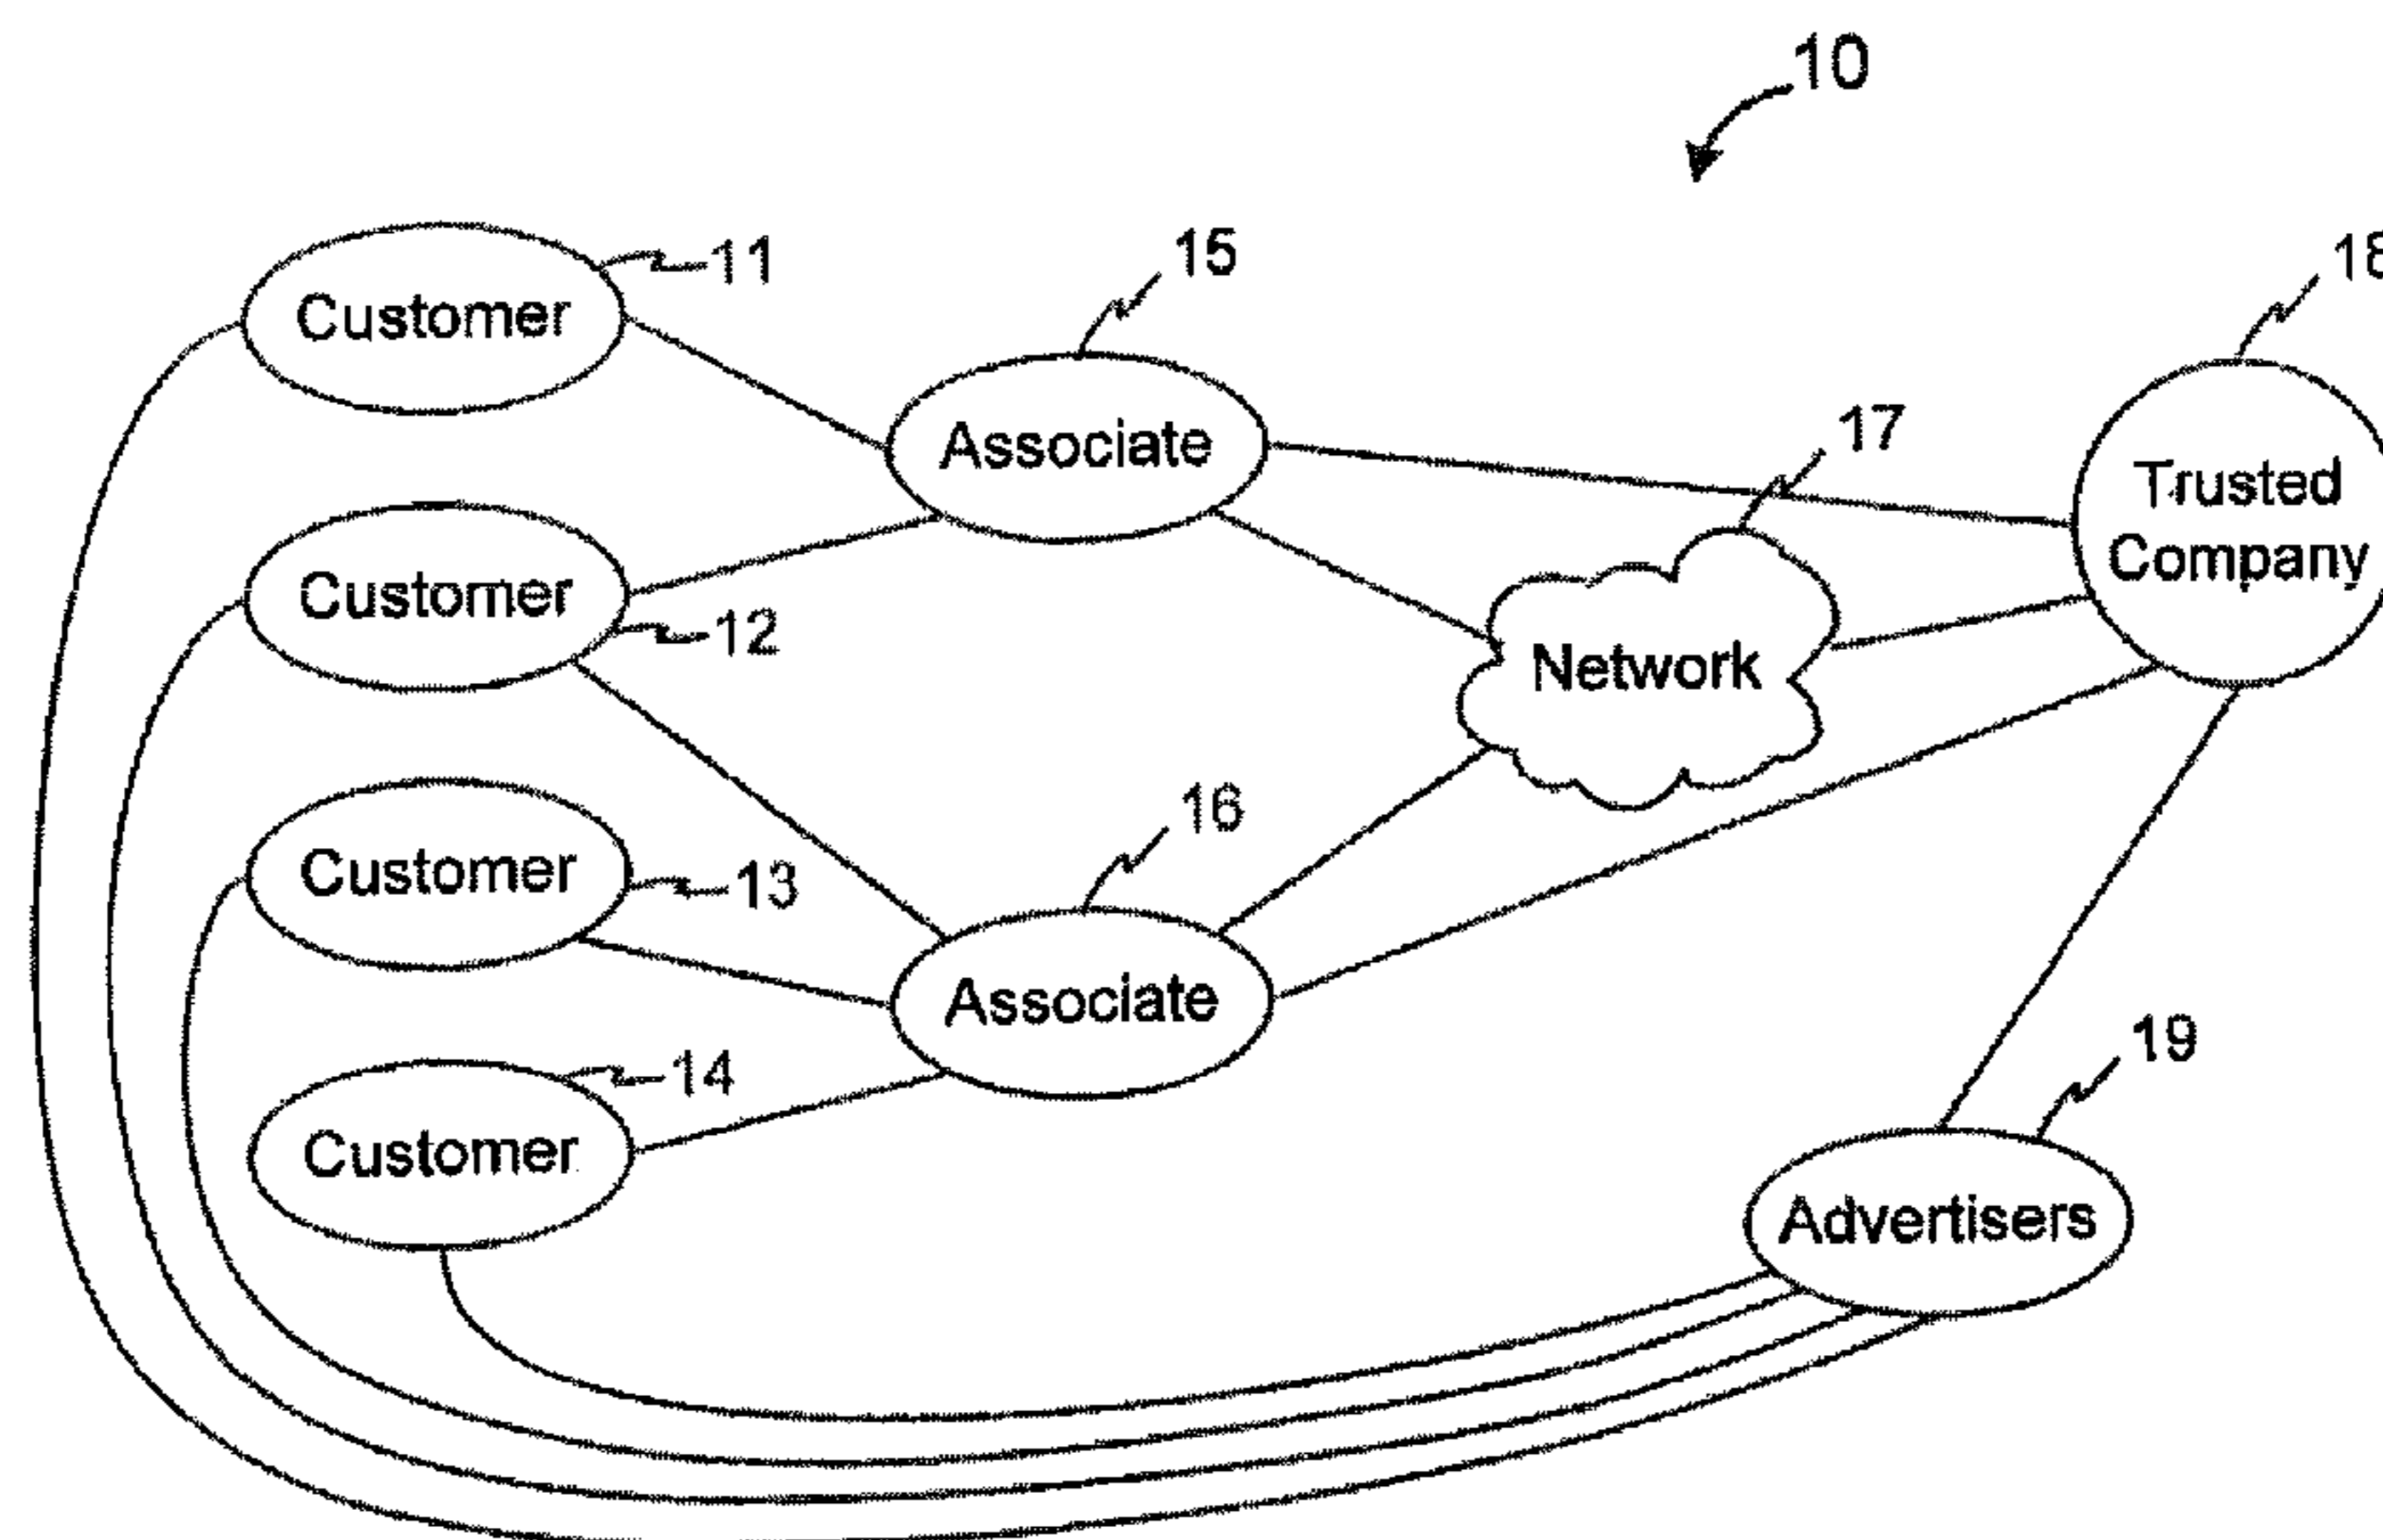 10
11
Customer
15
Associate
18
Trusted
Company
17
Network
Customer
12
Customer
13
16
Associate
14
Customer
19
Advertisers